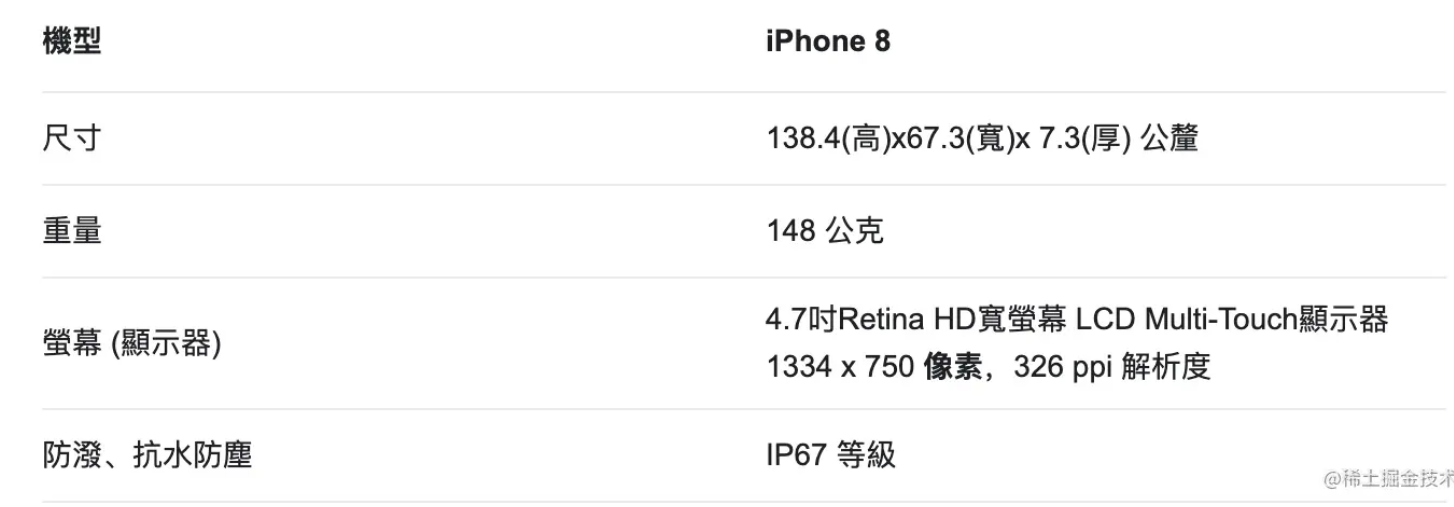 機型 iPhone 8
尺寸 138.4(高)x67.3(寬)x 7.3(厚) 公釐
重量 148 公克
螢幕 (顯示器) 4.7吋Retina HD寬螢幕 LCD Multi-Touch顯示器
1334 x 750 像素，326 ppi 解析度
防潑、抗水防塵 IP67 等級
@稀土掘金技术